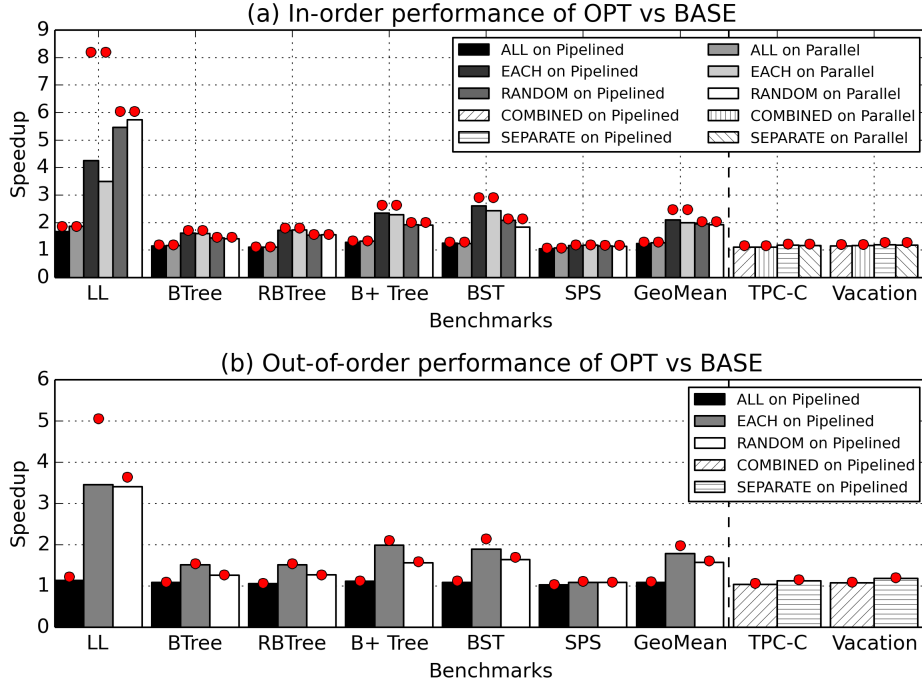 (a) In-order performance of OPT vs BASE
9
8
7
6
5
4
3
2
1
0
Speedup
ALL on Pipelined
EACH on Pipelined
RANDOM on Pipelined
COMBINED on Pipelined
SEPARATE on Pipelined
ALL on Parallel
EACH on Parallel
RANDOM on Parallel
COMBINED on Parallel
SEPARATE on Parallel
LL BTree RBTree B+ Tree BST SPS GeoMean TPC-C Vacation
Benchmarks
(b) Out-of-order performance of OPT vs BASE
6
5
4
3
2
1
0
Speedup
ALL on Pipelined
EACH on Pipelined
RANDOM on Pipelined
COMBINED on Pipelined
SEPARATE on Pipelined
LL BTree RBTree B+ Tree BST SPS GeoMean TPC-C Vacation
Benchmarks